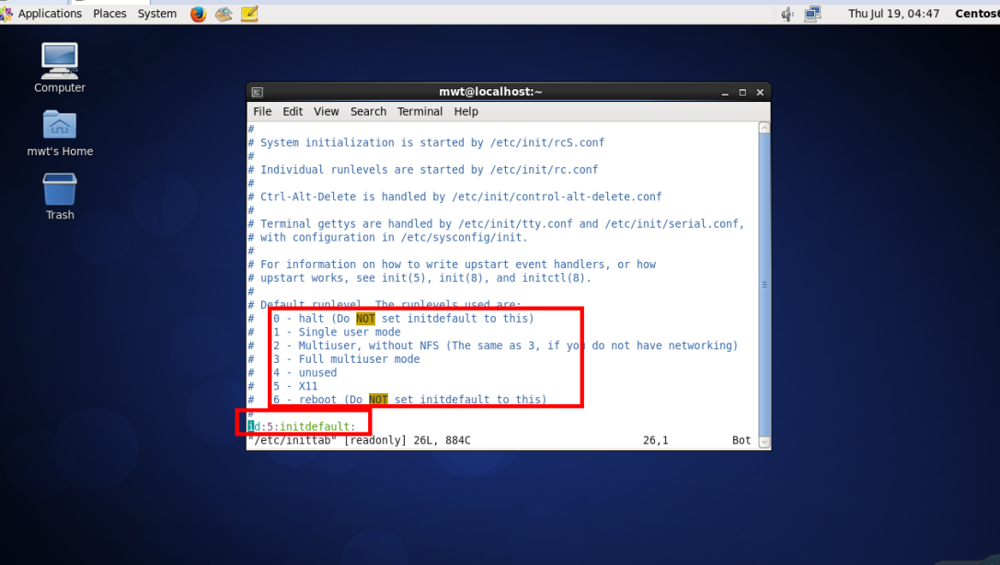 Applications Places System
Thu Jul 19, 04:47 Centos
Computer
mwt's Home
Trash
mwt@localhost:~
File Edit View Search Terminal Help
#
# System initialization is started by /etc/init/rcS.conf
#
# Individual runlevels are started by /etc/init/rc.conf
#
# Ctrl-Alt-Delete is handled by /etc/init/control-alt-delete.conf
#
# Terminal gettys are handled by /etc/init/tty.conf and /etc/init/serial.conf,
# with configuration in /etc/sysconfig/init.
#
# For information on how to write upstart event handlers, or how
# upstart works, see init(5), init(8), and initctl(8).
#
# Default runlevel. The runlevels used are:
# 0 - halt (Do NOT set initdefault to this)
# 1 - Single user mode
# 2 - Multiuser, without NFS (The same as 3, if you do not have networking)
# 3 - Full multiuser mode
# 4 - unused
# 5 - X11
# 6 - reboot (Do NOT set initdefault to this)
#
id:5:initdefault:
"/etc/inittab" [readonly] 26L, 884C 26,1 Bot